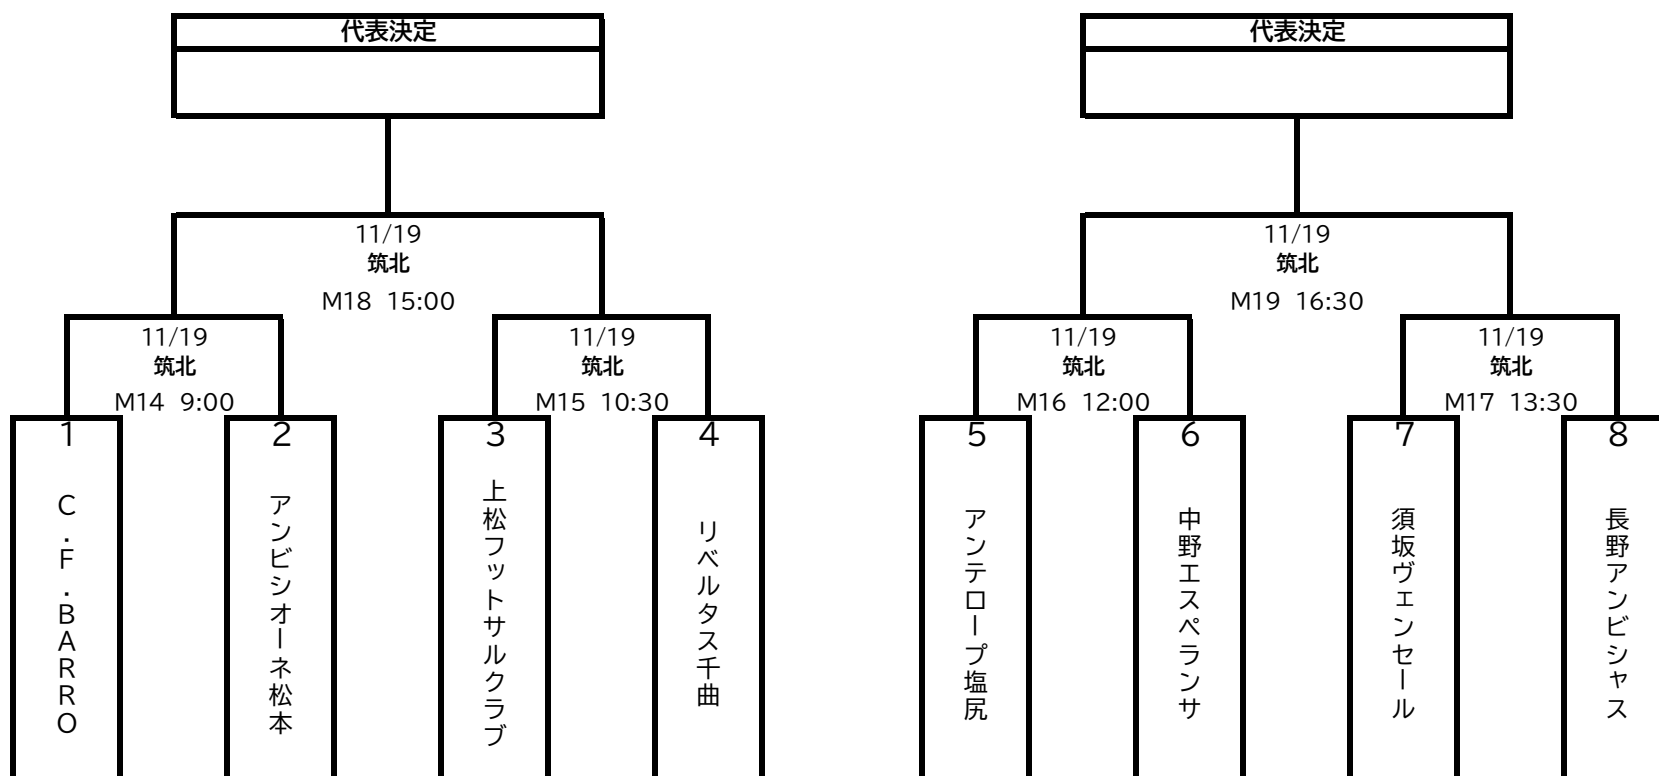 代表決定
代表決定
11/19
筑北
M18 15:00
11/19
筑北
M19 16:30
11/19
筑北
M14 9:00
11/19
筑北
M15 10:30
11/19
筑北
M16 12:00
11/19
筑北
M17 13:30
1
C.F.BARRO
2
アンビシオーネ松本
3
上松フットサルクラブ
4
リベルタス千曲
5
アンテロープ塩尻
6
中野エスペランサ
7
須坂ヴェンセール
8
長野アンビシャス